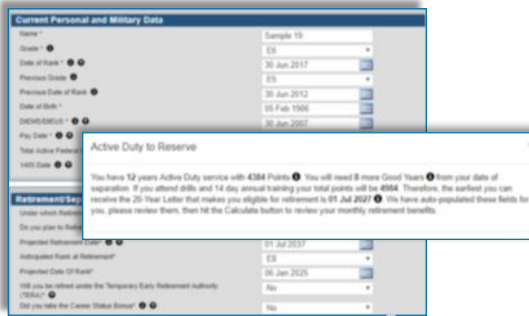 Current Personal and Military Data
Name *
Sample 19
Grade *
E6
Date of Rank *
30 Jun 2017
Previous Grade
E5
Previous Date of Rank
30 Jun 2012
Date of Birth *
05 Feb 1986
DIEMS/DIEUS *
30 Jun 2007
Pay Date *
Total Active Federal
1405 Date
Active Duty to Reserve
You have 12 years Active Duty service with 4384 Points. You will need 8 more Good Years from your date of
separation. If you attend drills and 14 day annual training your total points will be 4984. Therefore, the earliest you can
receive the 20-Year Letter that makes you eligible for retirement is 01 Jul 2027. We have auto-populated these fields for
you, please review them, then hit the Calculate button to review your monthly retirement benefits.
Retirement/Sep
Under which Retirem
Do you plan to Retire
Projected Retirement Date*
01 Jul 2037
Anticipated Rank at Retirement*
E8
Projected Date Of Rank*
06 Jan 2025
Will you be retired under the Temporary Early Retirement Authority
(TERA)*
No
Did you take the Career Status Bonus*
No